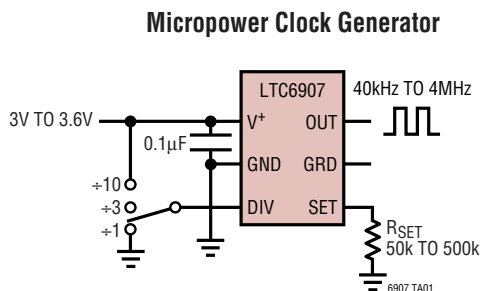 Micropower Clock Generator
LTC6907
40kHz TO 4MHz
3V TO 3.6V
V+
OUT
0.1µF
GND
GRD
÷10
÷3
÷1
DIV
SET
RSET
50k TO 500k
6907 TA01